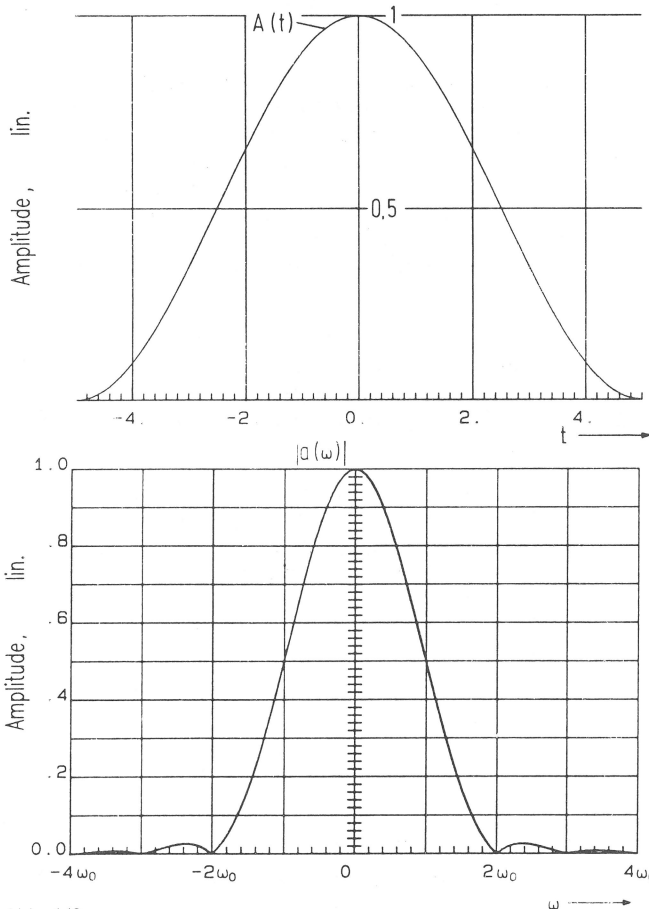 A(t)
1
0,5
Amplitude, lin.
-4. -2 0. 2. 4.
t
|a(ω)|
1.0
.8
.6
.4
.2
0.0
Amplitude, lin.
-4ω₀ -2ω₀ 0 2ω₀ 4ω
ω